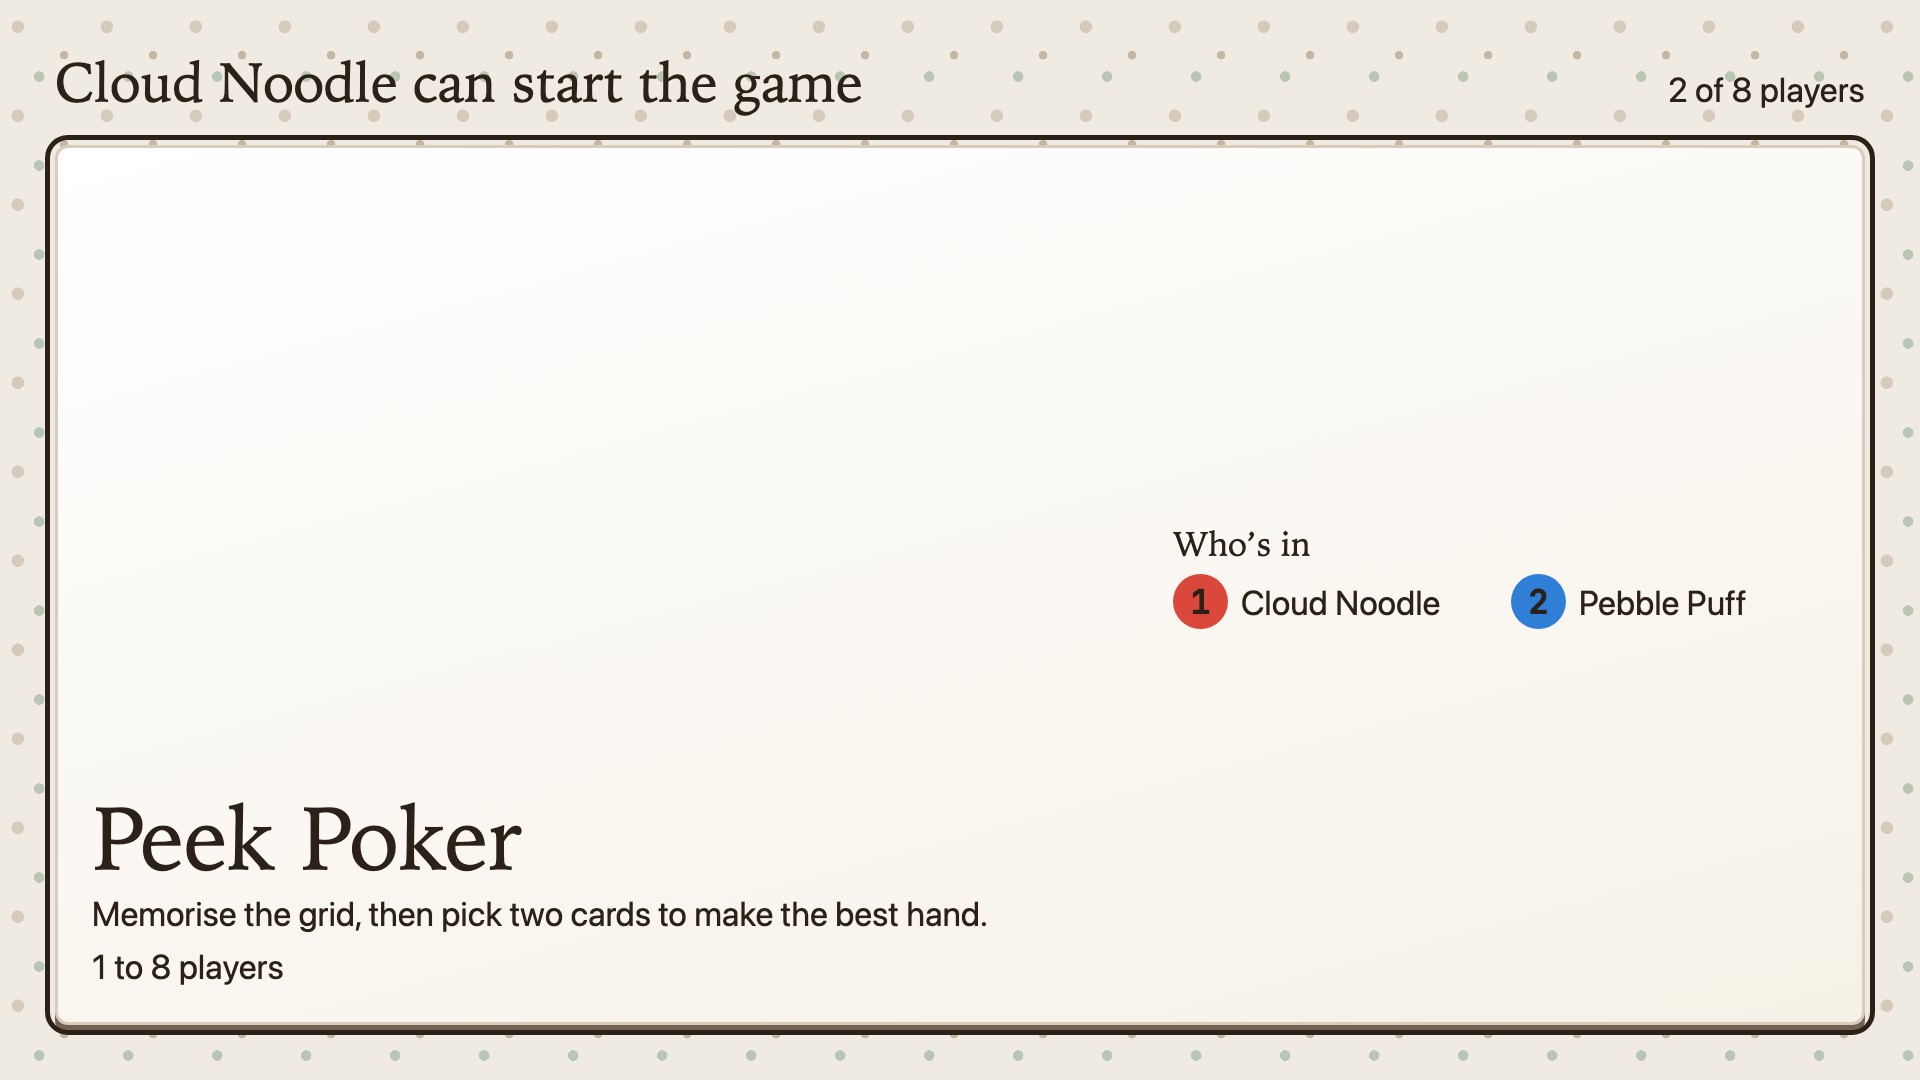 Cloud Noodle can start the game
2 of 8 players
Who’s in
1 Cloud Noodle
2 Pebble Puff
Peek Poker
Memorise the grid, then pick two cards to make the best hand.
1 to 8 players